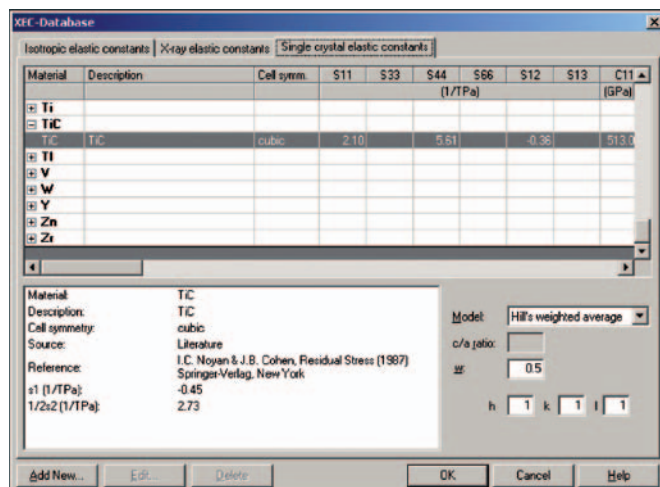 XEC-Database
Isotropic elastic constants X-ray elastic constants Single crystal elastic constants
Material Description Cell symm. S11 S33 S44 S66 S12 S13 C11
(1/TPa) (GPa)
Ti
TiC
TiC TiC cubic 2.10 5.61 -0.36 513.0
Tl
V
W
Y
Zn
Zr
Material: TiC
Description: TiC
Cell symmetry: cubic
Source: Literature
Reference: I.C. Noyan & J.B. Cohen, Residual Stress (1987)
Springer-Verlag, New York
s1 (1/TPa): -0.45
1/2s2 (1/TPa): 2.73
Model: Hill's weighted average
c/a ratio:
w: 0.5
h 1 k 1 l 1
Add New... Edit... Delete OK Cancel Help